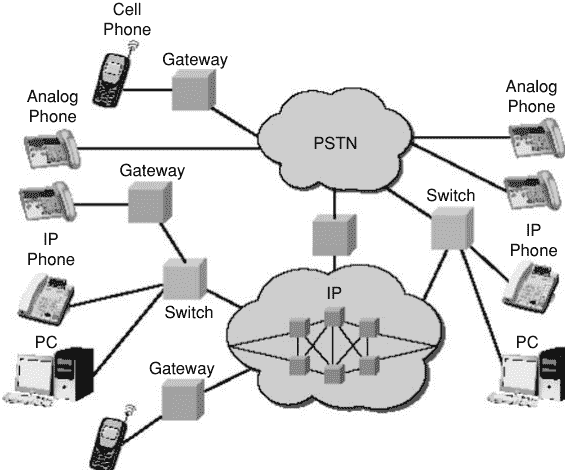 Cell
Phone
Gateway
Analog
Phone
Analog
Phone
PSTN
Gateway
Switch
IP
Phone
IP
Phone
IP
Switch
PC
Gateway
PC